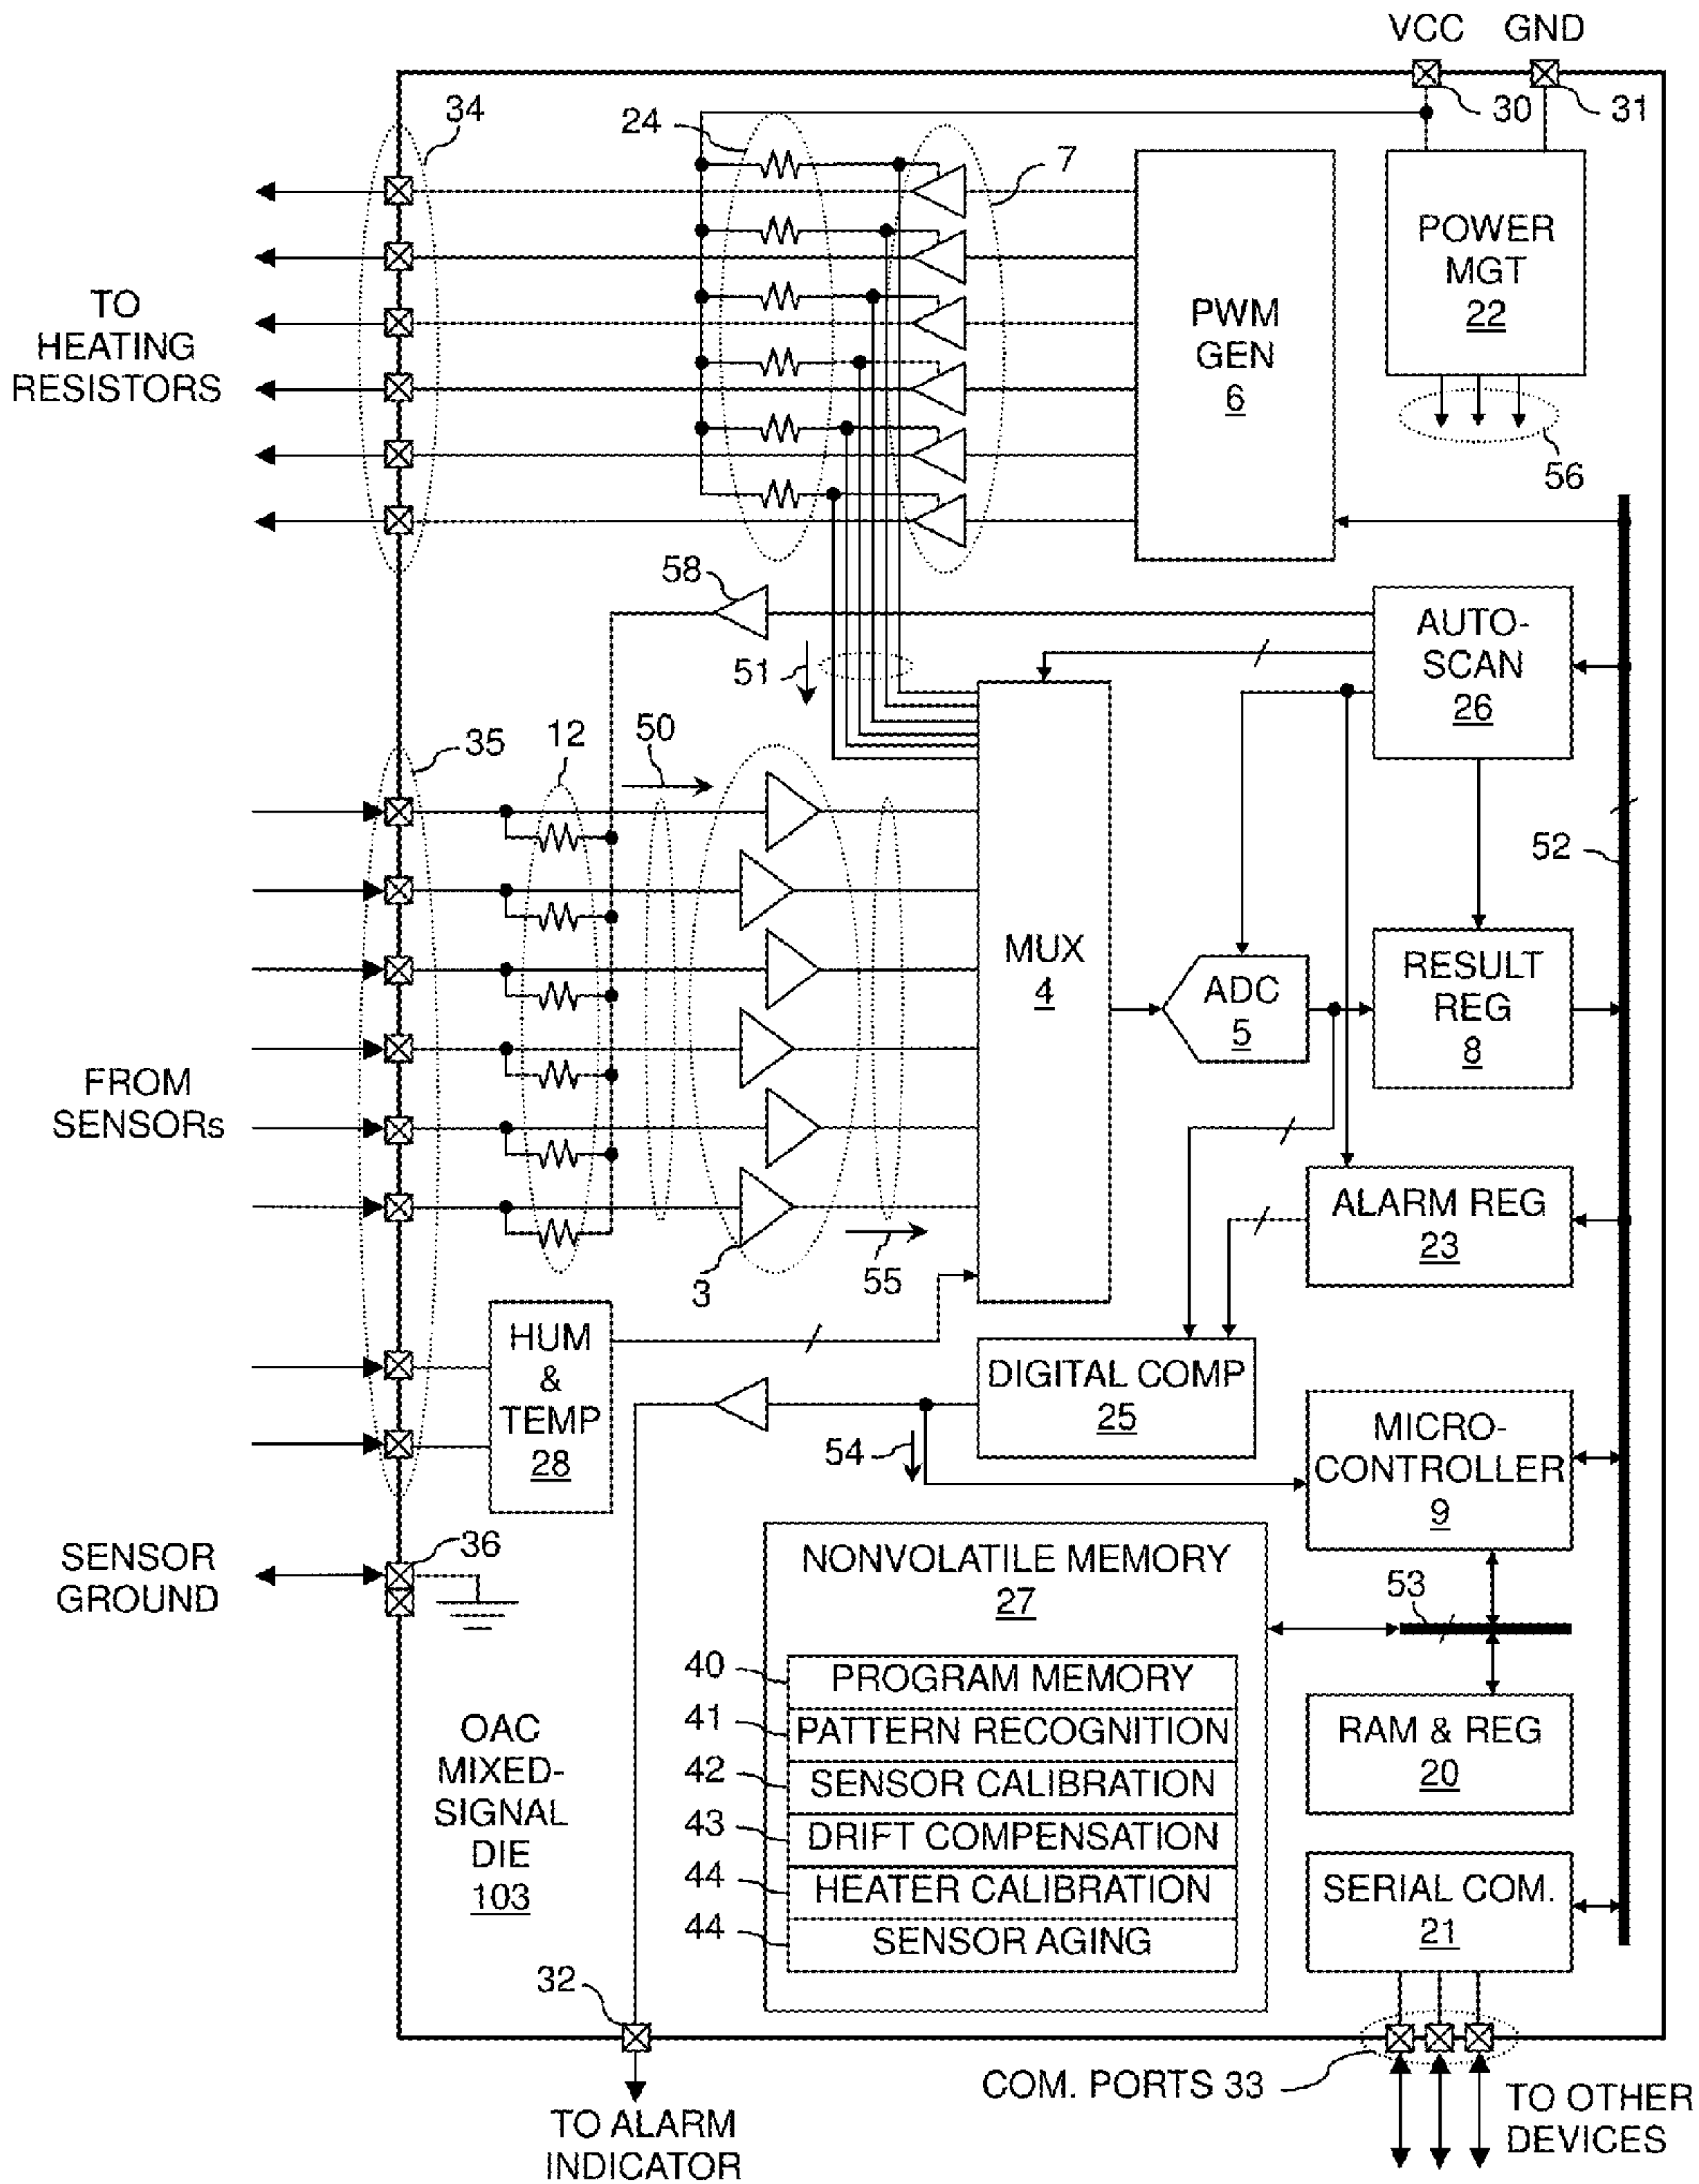 VCC GND
30
31
34
24
7
POWER
MGT
22
PWM
GEN
6
TO
HEATING
RESISTORS
56
58
51
AUTO-
SCAN
26
35
12
50
52
MUX
4
ADC
5
RESULT
REG
8
FROM
SENSORs
ALARM REG
23
3
55
HUM
&
TEMP
28
DIGITAL COMP
25
54
MICRO-
CONTROLLER
9
SENSOR
GROUND
36
NONVOLATILE MEMORY
27
53
40 PROGRAM MEMORY
41 PATTERN RECOGNITION
42 SENSOR CALIBRATION
43 DRIFT COMPENSATION
44 HEATER CALIBRATION
44 SENSOR AGING
OAC
MIXED-
SIGNAL
DIE
103
RAM & REG
20
SERIAL COM.
21
32
COM. PORTS 33
TO ALARM
INDICATOR
TO OTHER
DEVICES